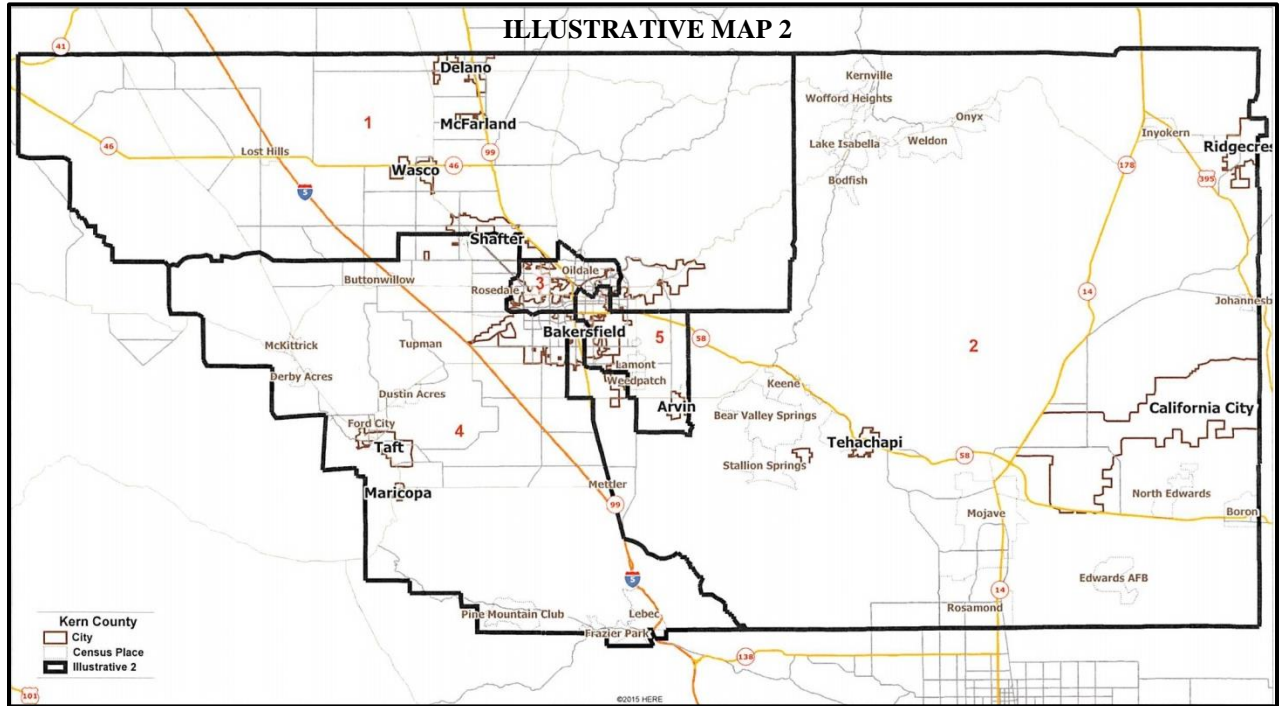 ILLUSTRATIVE MAP 2
41
Delano
Kernville
Wofford Heights
1
McFarland
Onyx
Inyokern
46
Lost Hills
99
Lake Isabella
Weldon
Ridgecres
Wasco
46
178
395
5
Bodfish
Shafter
Oildale
Buttonwillow
Rosedale
3
14
Johannesb
Bakersfield
5
58
McKittrick
Tupman
2
Lamont
Derby Acres
Weedpatch
Keene
Dustin Acres
Arvin
Bear Valley Springs
California City
Ford City
4
Tehachapi
Taft
58
Stallion Springs
Maricopa
Mettler
North Edwards
99
Mojave
Boron
5
Edwards AFB
14
Pine Mountain Club
Lebec
Rosamond
Frazier Park
138
Kern County
City
Census Place
Illustrative 2
101
©2015 HERE